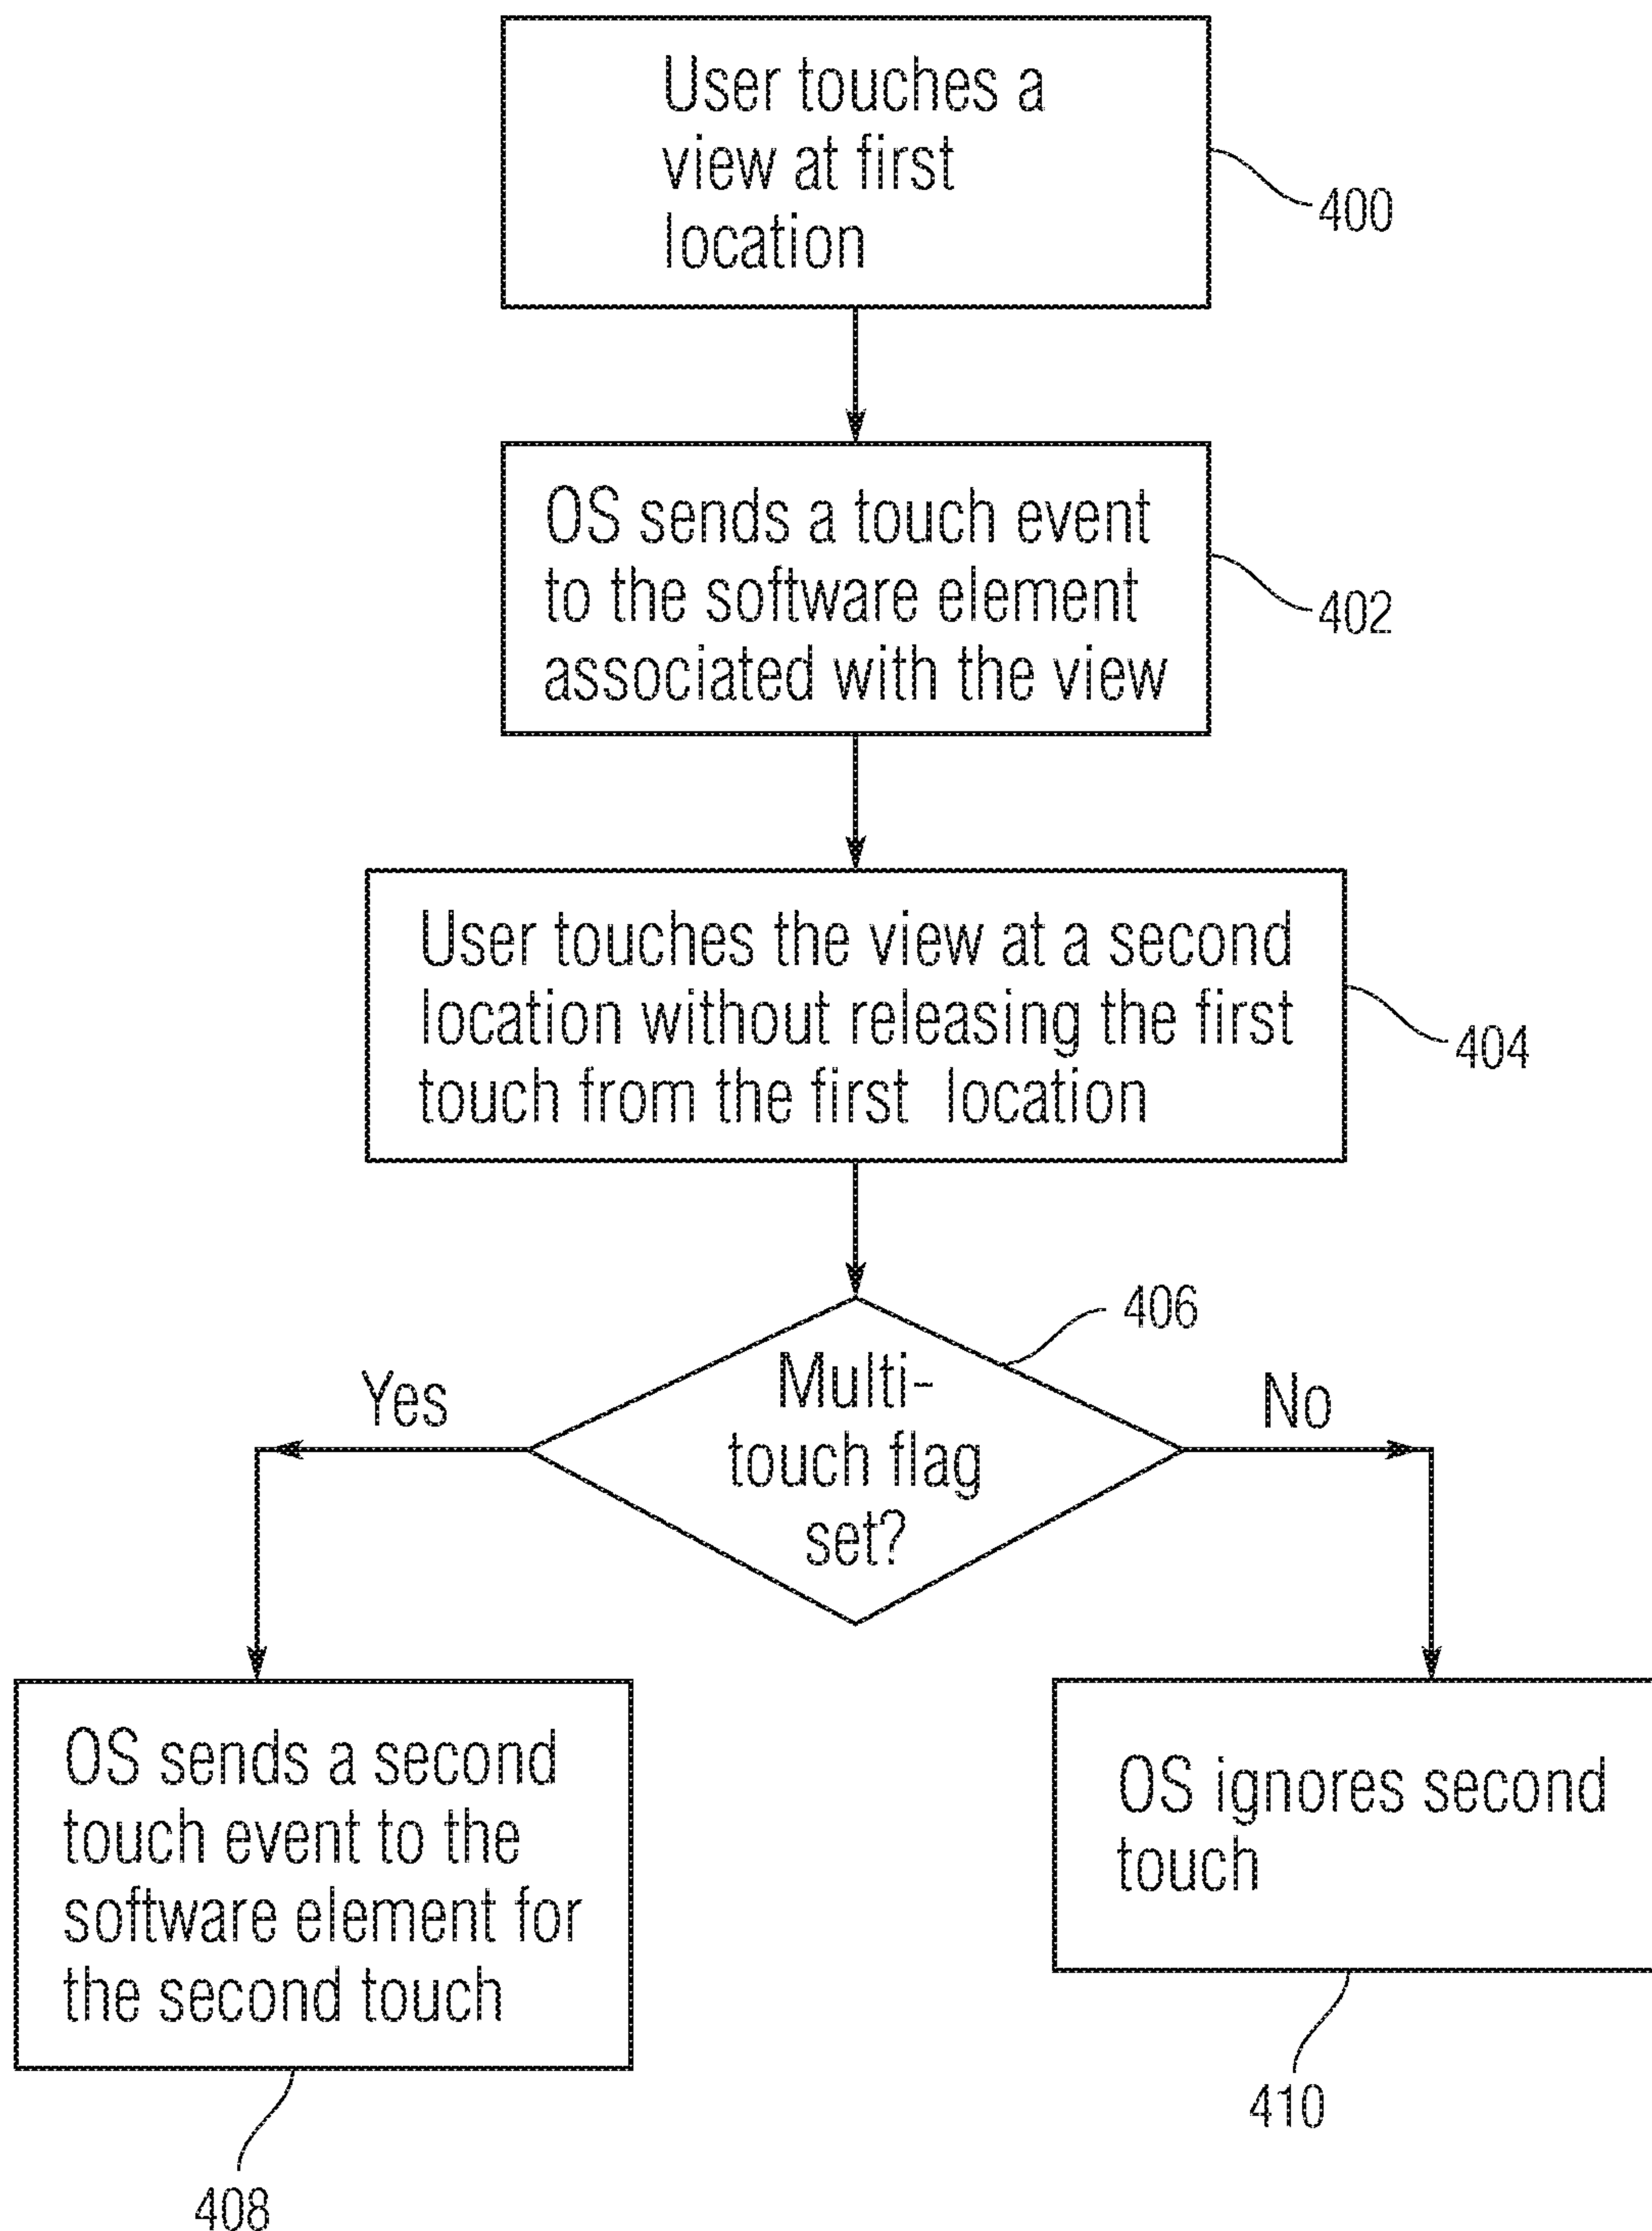 User touches a
view at first
location
400
OS sends a touch event
to the software element
associated with the view
402
User touches the view at a second
location without releasing the first
touch from the first location
404
406
Multi-
touch flag
set?
Yes
No
OS sends a second
touch event to the
software element for
the second touch
408
OS ignores second
touch
410